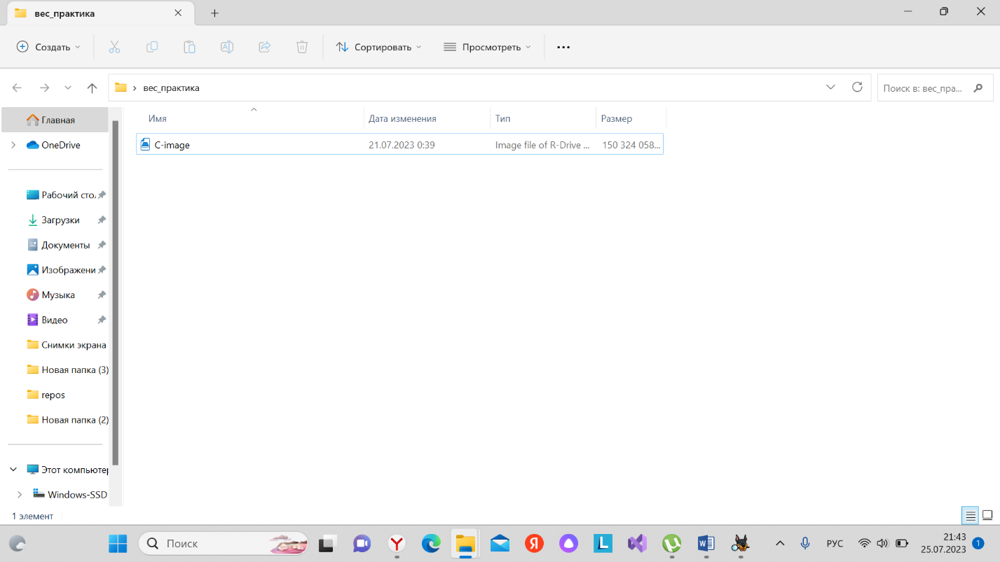 вес_практика
Создать
Сортировать
Просмотреть
вес_практика
Поиск в: вес_пра...
Имя
Дата изменения
Тип
Размер
C-image
21.07.2023 0:39
Image file of R-Drive ...
150 324 058...
Главная
OneDrive
Рабочий сто.
Загрузки
Документы
Изображени
Музыка
Видео
Снимки экрана
Новая папка (3)
repos
Новая папка (2)
Этот компьютер
Windows-SSD
1 элемент
Поиск
РУС
21:43
25.07.2023
1